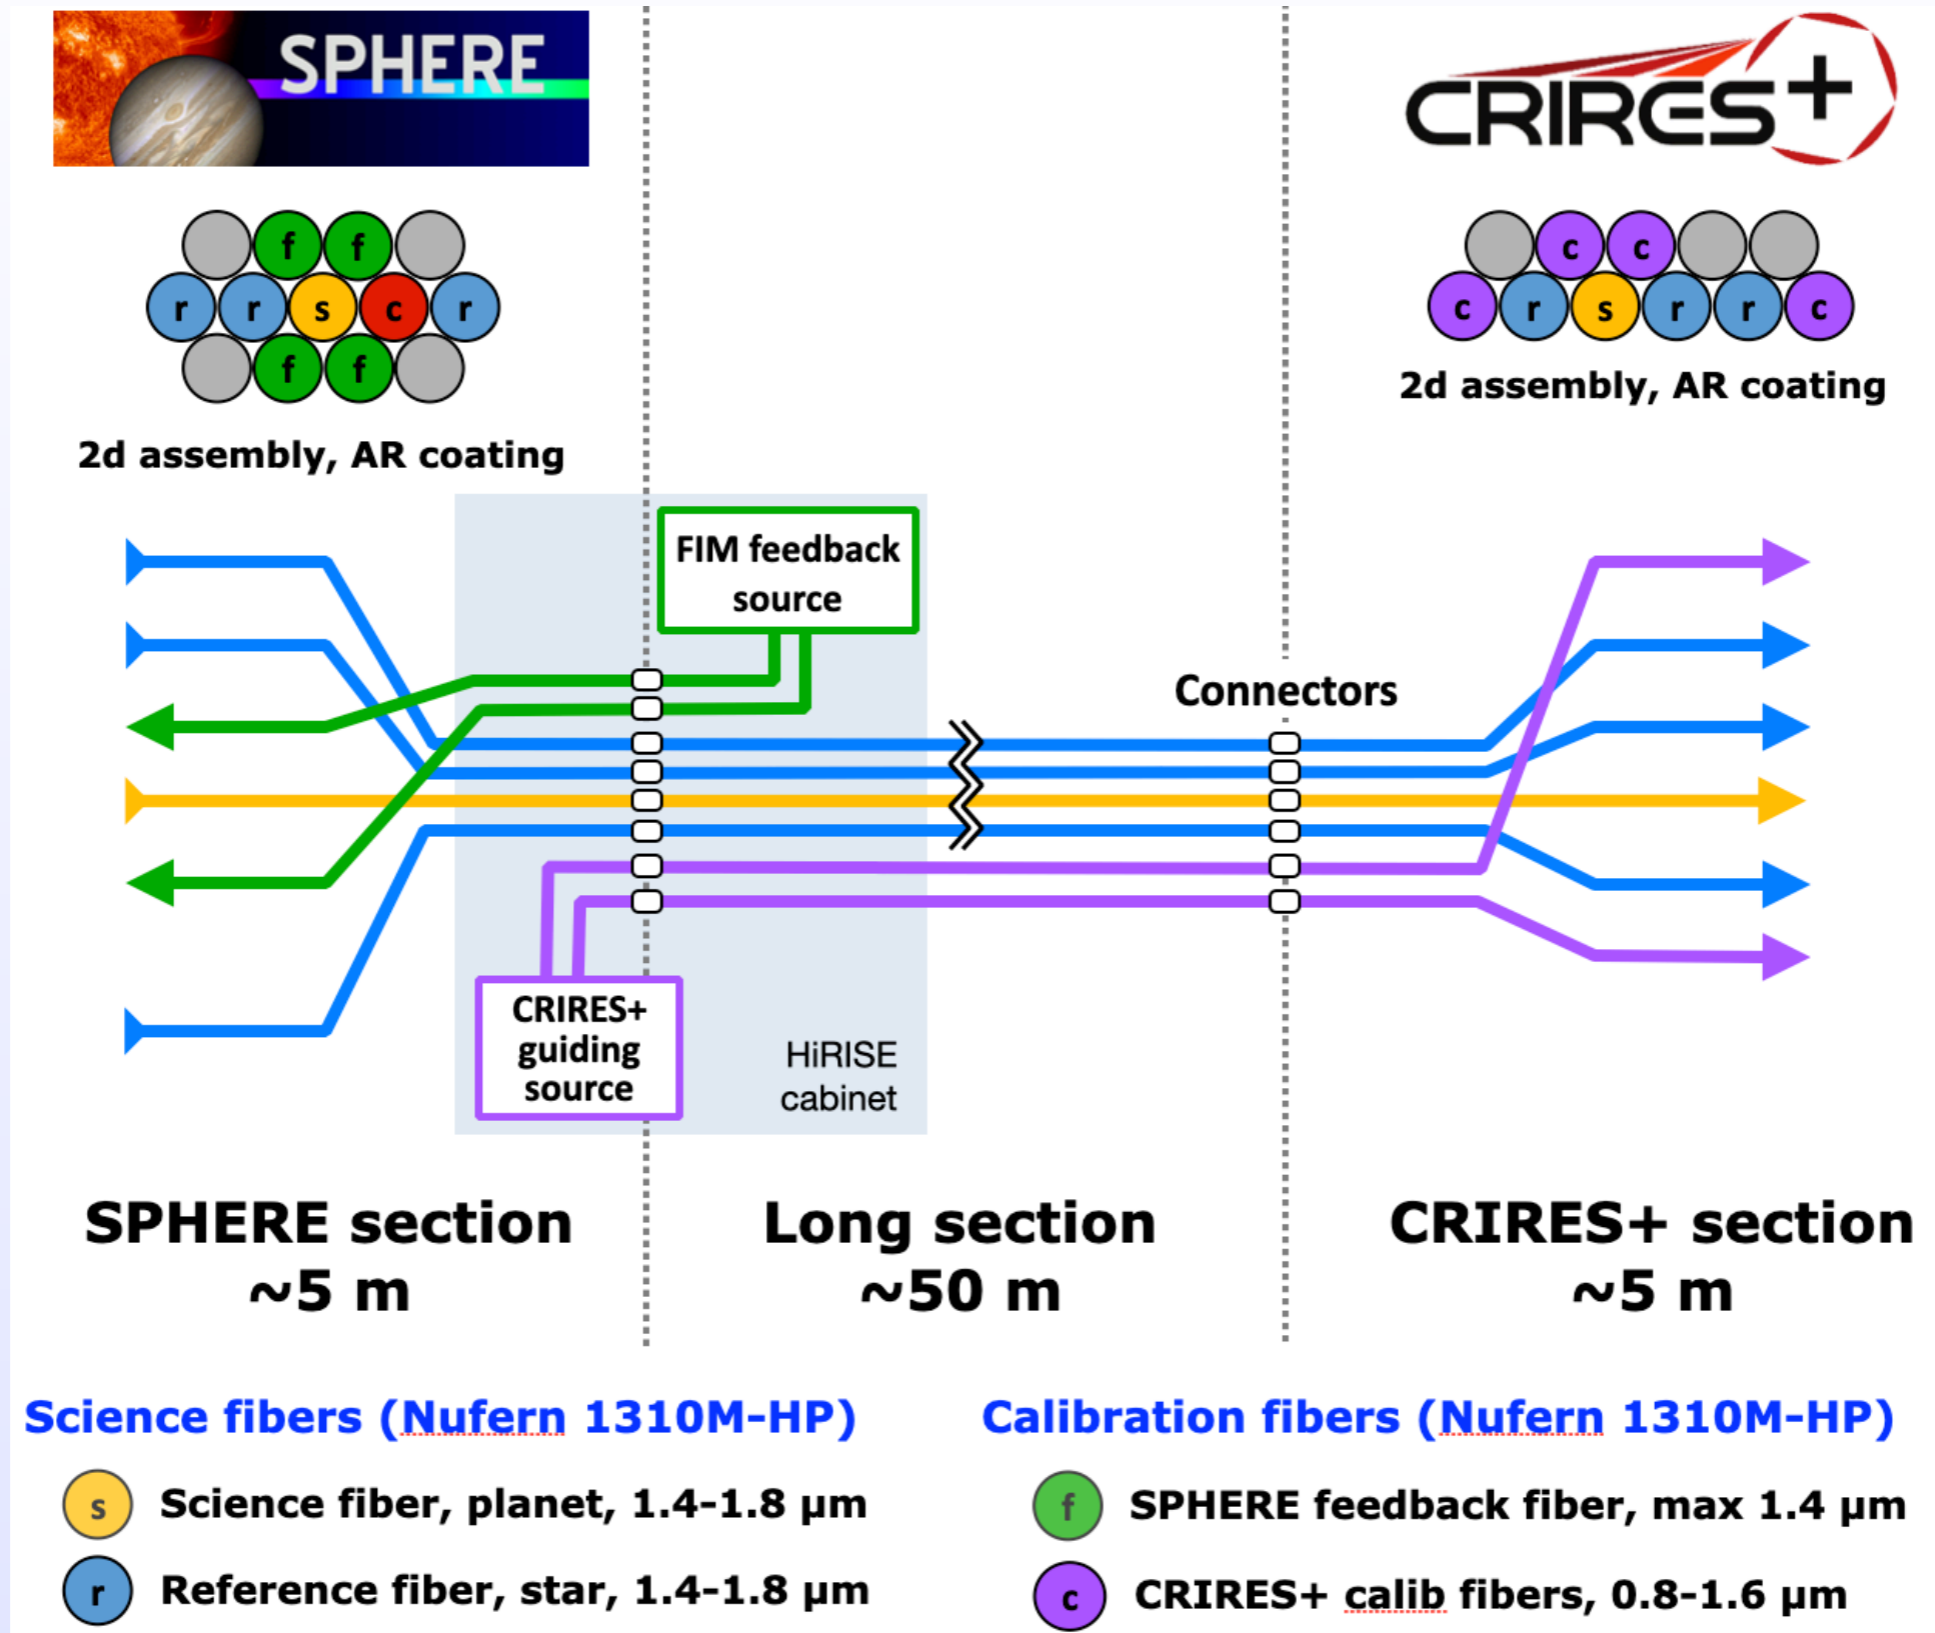 SPHERE
CRIRES+
f f
r r s c r
f f
c c
c r s r r c
2d assembly, AR coating
2d assembly, AR coating
FIM feedback
source
Connectors
CRIRES+
guiding
source
HiRISE
cabinet
SPHERE section
~5 m
Long section
~50 m
CRIRES+ section
~5 m
Science fibers (Nufern 1310M-HP)
s Science fiber, planet, 1.4-1.8 μm
r Reference fiber, star, 1.4-1.8 μm
Calibration fibers (Nufern 1310M-HP)
f SPHERE feedback fiber, max 1.4 μm
c CRIRES+ calib fibers, 0.8-1.6 μm